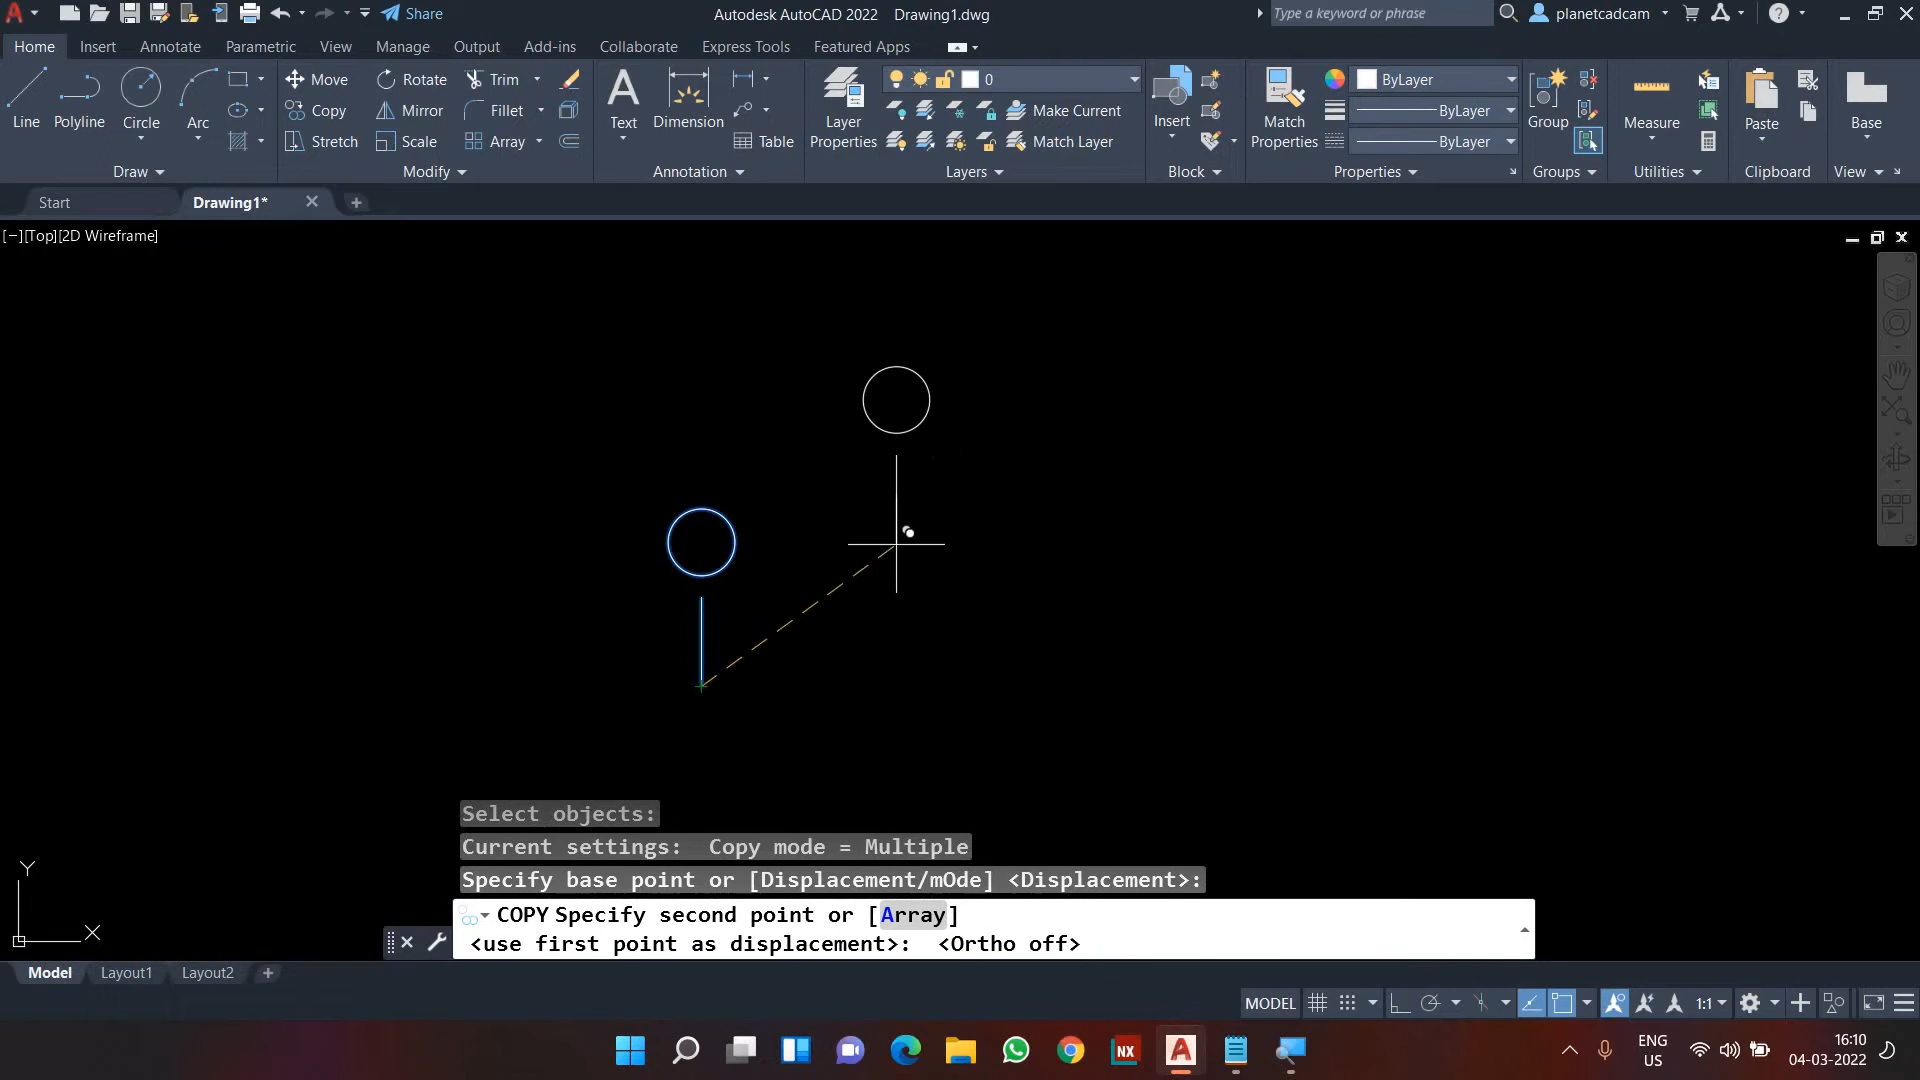 Share
Autodesk AutoCAD 2022 Drawing1.dwg
Type a keyword or phrase
planetcadcam
Home Insert Annotate Parametric View Manage Output Add-ins Collaborate Express Tools Featured Apps
Line Polyline Circle Arc
Move Rotate Trim
Copy Mirror Fillet
Stretch Scale Array
Text Dimension Table
Layer Properties
0
Make Current
Match Layer
Insert
Match Properties
ByLayer
ByLayer
ByLayer
Group
Measure
Paste
Base
Draw Modify Annotation Layers Block Properties Groups Utilities Clipboard View
Start Drawing1*
[−][Top][2D Wireframe]
Select objects:
Current settings:  Copy mode = Multiple
Specify base point or [Displacement/mOde] <Displacement>:
COPY Specify second point or [Array]
<use first point as displacement>:  <Ortho off>
Y
X
Model Layout1 Layout2
MODEL 1:1
NX
ENG
US
16:10
04-03-2022